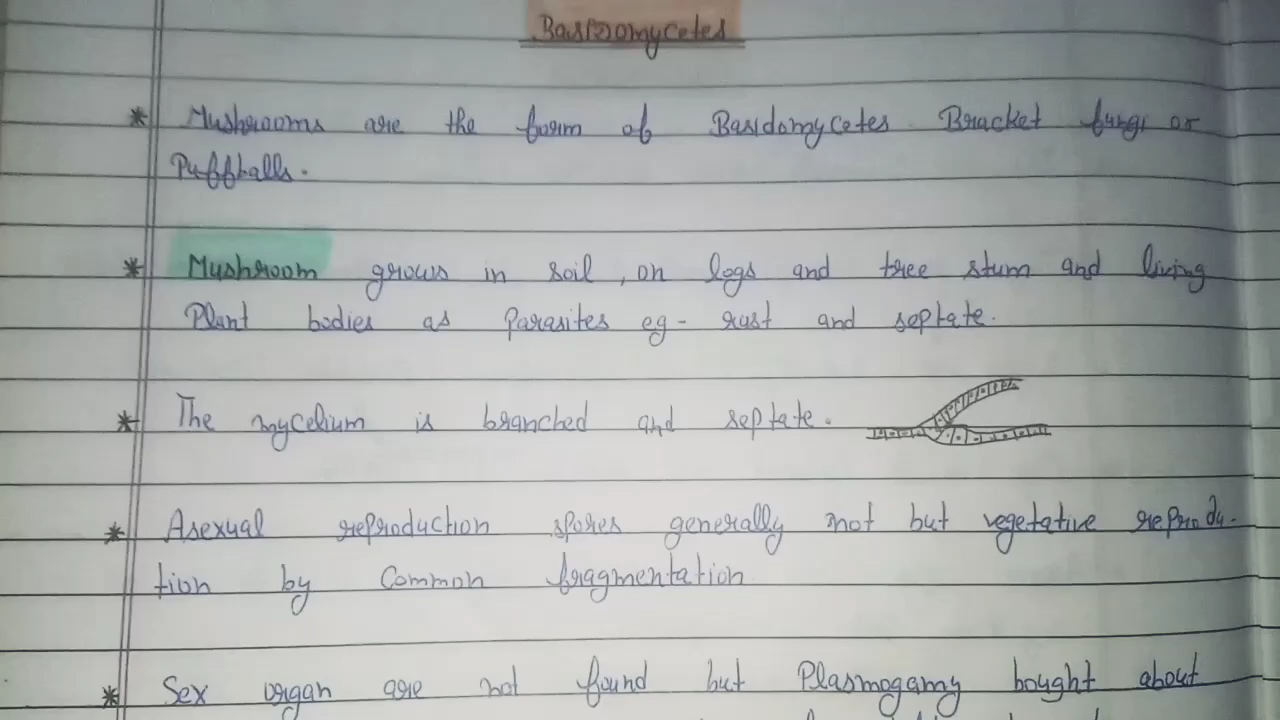 Basidiomycetes
* Mushrooms are the form of Basidomycetes Bracket fungi or
Puffballs.
* Mushroom grows in soil, on logs and tree stum and living
Plant bodies as Parasites eg - rust and septate.
* The mycelium is branched and septate.
* Asexual reproduction spores generally not but vegetative reprodu-
tion by Common fragmentation
* Sex organ are not found but Plasmogamy bought about